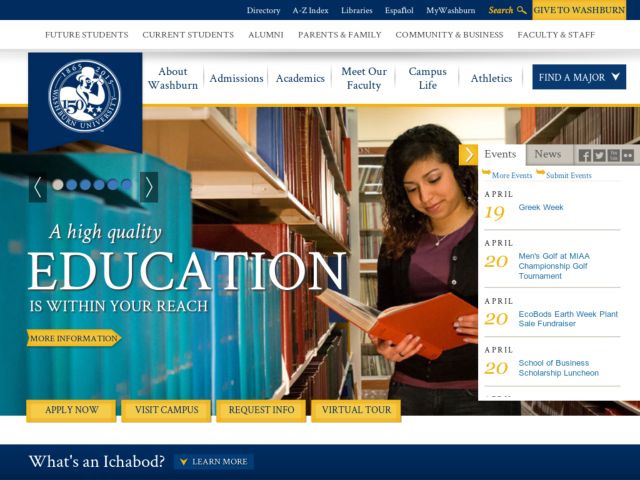 Directory A-Z Index Libraries Español MyWashburn Search GIVE TO WASHBURN
FUTURE STUDENTS CURRENT STUDENTS ALUMNI PARENTS & FAMILY COMMUNITY & BUSINESS FACULTY & STAFF
1865 2015
150
WASHBURN UNIVERSITY
About
Washburn
Admissions
Academics
Meet Our
Faculty
Campus
Life
Athletics
FIND A MAJOR
A high quality
EDUCATION
IS WITHIN YOUR REACH
MORE INFORMATION
Events News
More Events Submit Events
APRIL
19 Greek Week
APRIL
20 Men's Golf at MIAA
Championship Golf
Tournament
APRIL
20 EcoBods Earth Week Plant
Sale Fundraiser
APRIL
20 School of Business
Scholarship Luncheon
APPLY NOW VISIT CAMPUS REQUEST INFO VIRTUAL TOUR
What's an Ichabod? LEARN MORE